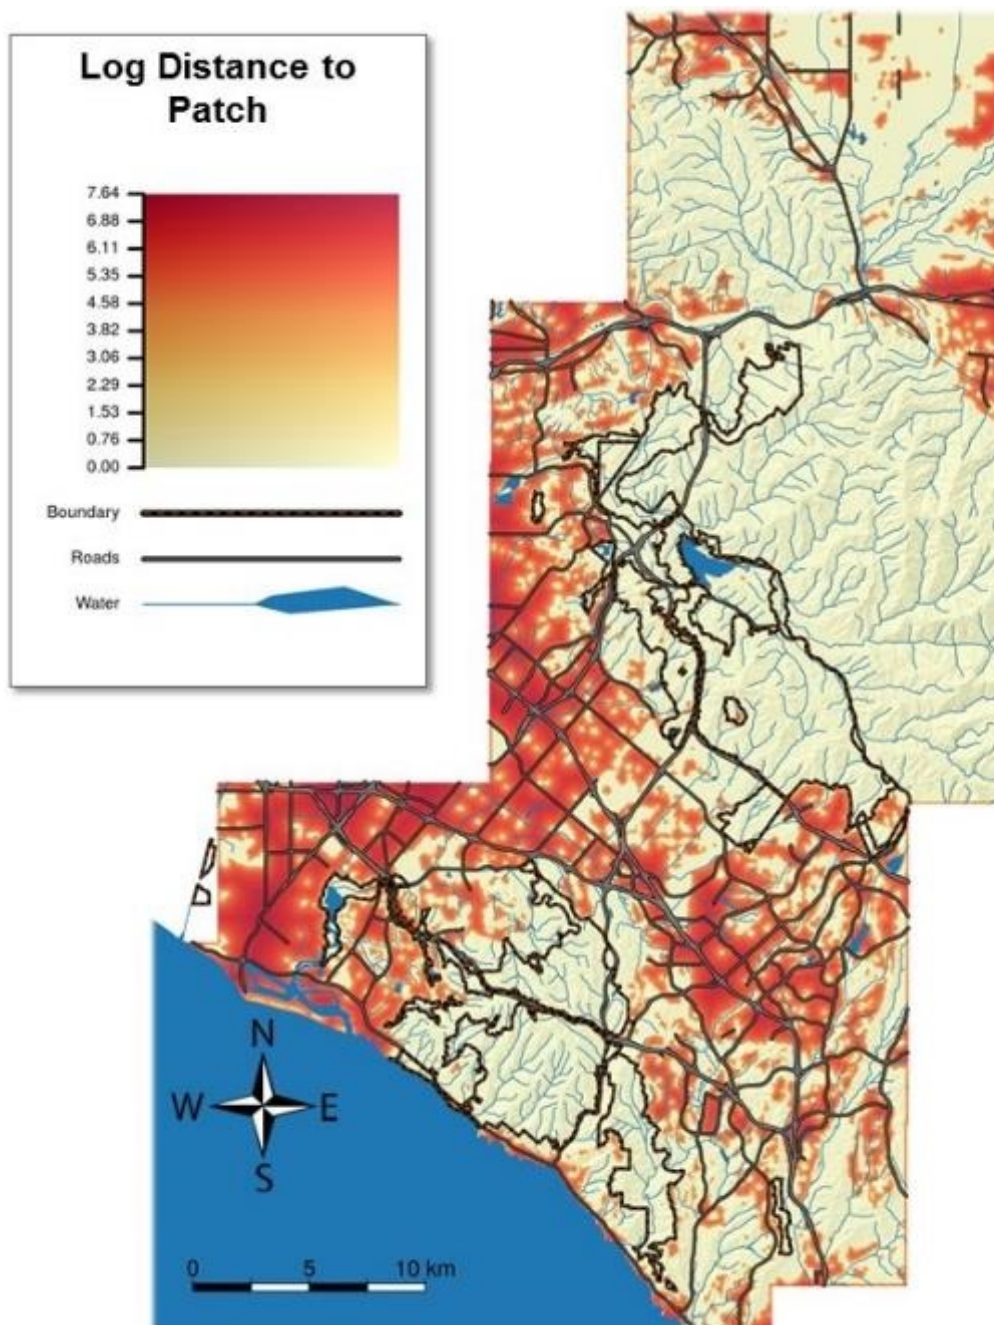 Log Distance to
Patch
7.64
6.88
6.11
5.35
4.58
3.82
3.06
2.29
1.53
0.76
0.00
Boundary
Roads
Water
N
W E
S
0 5 10 km